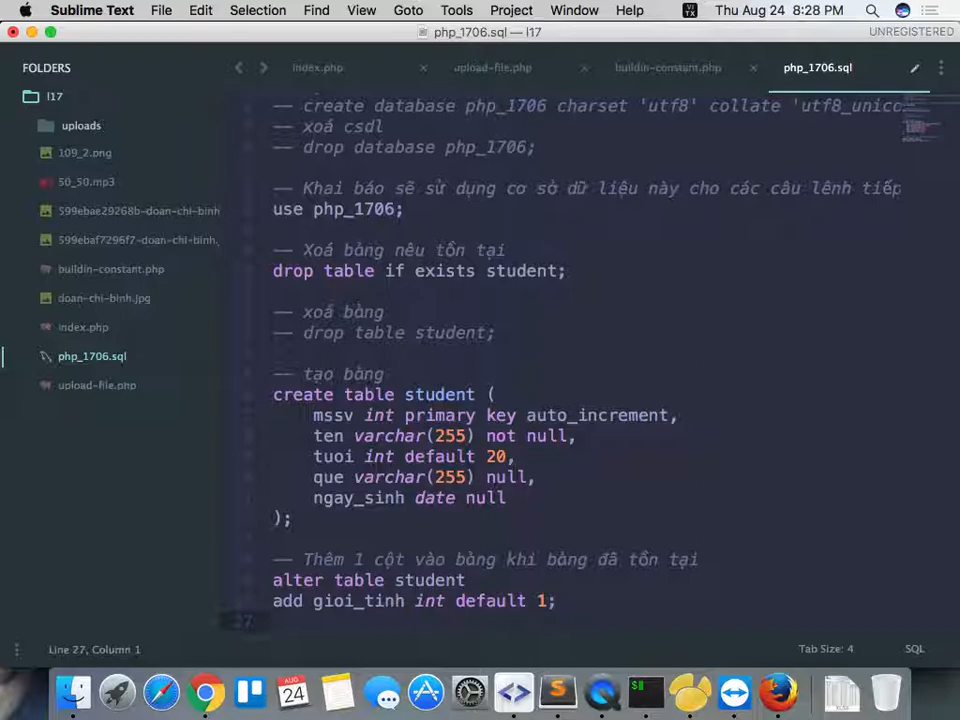 Sublime Text File Edit Selection Find View Goto Tools Project Window Help VI TX Thu Aug 24 8:28 PM
php_1706.sql — l17 UNREGISTERED
FOLDERS
index.php upload-file.php buildin-constant.php php_1706.sql
l17
uploads
109_2.png
50_50.mp3
599ebae29268b-doan-chi-binh
599ebaf7296f7-doan-chi-binh.
buildin-constant.php
doan-chi-binh.jpg
index.php
php_1706.sql
upload-file.php
-- create database php_1706 charset 'utf8' collate 'utf8_unico
-- xoá csdl
-- drop database php_1706;
-- Khai báo sẽ sử dụng cơ sở dữ liệu này cho các câu lênh tiếp
use php_1706;
-- Xoá bảng nêu tồn tại
drop table if exists student;
-- xoá bảng
-- drop table student;
-- tạo bảng
create table student (
mssv int primary key auto_increment,
ten varchar(255) not null,
tuoi int default 20,
que varchar(255) null,
ngay_sinh date null
);
-- Thêm 1 cột vào bảng khi bảng đã tồn tại
alter table student
add gioi_tinh int default 1;
Line 27, Column 1 Tab Size: 4 SQL
AUG
24